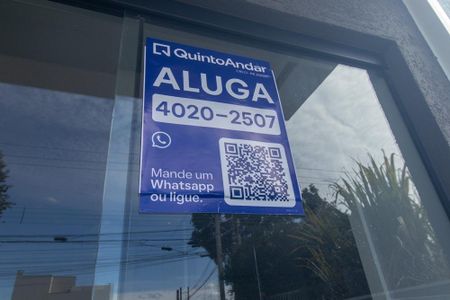 QuintoAndar
ALUGA
4020-2507
Mande um
Whatsapp
ou ligue.